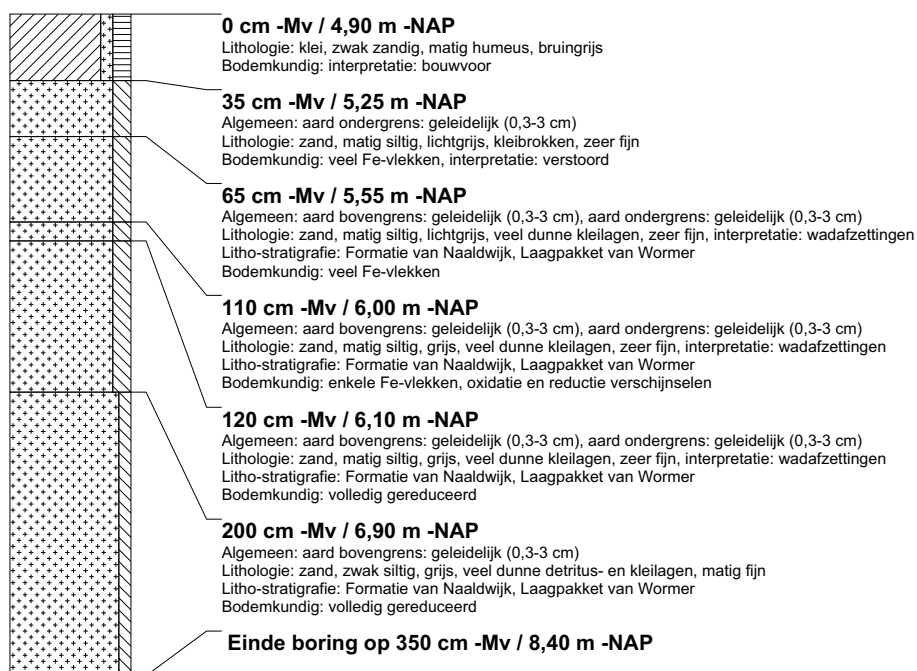 0 cm -Mv / 4,90 m -NAP
Lithologie: klei, zwak zandig, matig humeus, bruingrijs
Bodemkundig: interpretatie: bouwvoor
35 cm -Mv / 5,25 m -NAP
Algemeen: aard ondergrens: geleidelijk (0,3-3 cm)
Lithologie: zand, matig siltig, lichtgrijs, kleibrokken, zeer fijn
Bodemkundig: veel Fe-vlekken, interpretatie: verstoord
65 cm -Mv / 5,55 m -NAP
Algemeen: aard bovengrens: geleidelijk (0,3-3 cm), aard ondergrens: geleidelijk (0,3-3 cm)
Lithologie: zand, matig siltig, lichtgrijs, veel dunne kleilagen, zeer fijn, interpretatie: wadafzettingen
Litho-stratigrafie: Formatie van Naaldwijk, Laagpakket van Wormer
Bodemkundig: veel Fe-vlekken
110 cm -Mv / 6,00 m -NAP
Algemeen: aard bovengrens: geleidelijk (0,3-3 cm), aard ondergrens: geleidelijk (0,3-3 cm)
Lithologie: zand, matig siltig, grijs, veel dunne kleilagen, zeer fijn, interpretatie: wadafzettingen
Litho-stratigrafie: Formatie van Naaldwijk, Laagpakket van Wormer
Bodemkundig: enkele Fe-vlekken, oxidatie en reductie verschijnselen
120 cm -Mv / 6,10 m -NAP
Algemeen: aard bovengrens: geleidelijk (0,3-3 cm), aard ondergrens: geleidelijk (0,3-3 cm)
Lithologie: zand, matig siltig, grijs, veel dunne kleilagen, zeer fijn, interpretatie: wadafzettingen
Litho-stratigrafie: Formatie van Naaldwijk, Laagpakket van Wormer
Bodemkundig: volledig gereduceerd
200 cm -Mv / 6,90 m -NAP
Algemeen: aard bovengrens: geleidelijk (0,3-3 cm)
Lithologie: zand, zwak siltig, grijs, veel dunne detritus- en kleilagen, matig fijn
Litho-stratigrafie: Formatie van Naaldwijk, Laagpakket van Wormer
Bodemkundig: volledig gereduceerd
Einde boring op 350 cm -Mv / 8,40 m -NAP